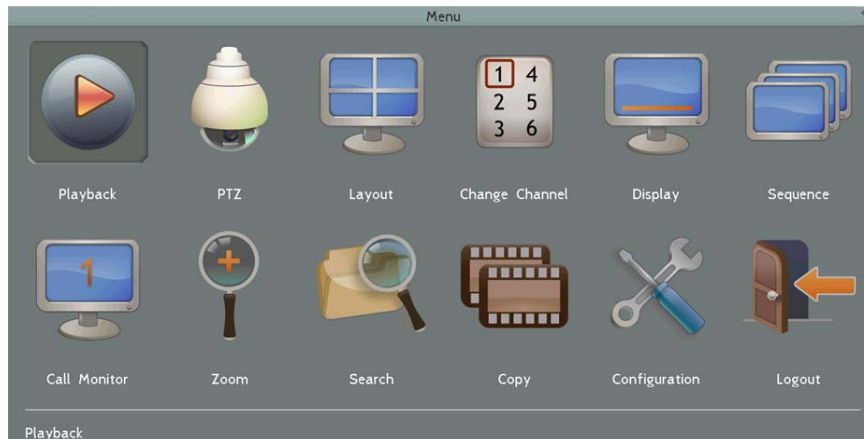 Menu
Playback PTZ Layout Change Channel Display Sequence
1 4
2 5
3 6
1
Call Monitor Zoom Search Copy Configuration Logout
Playback